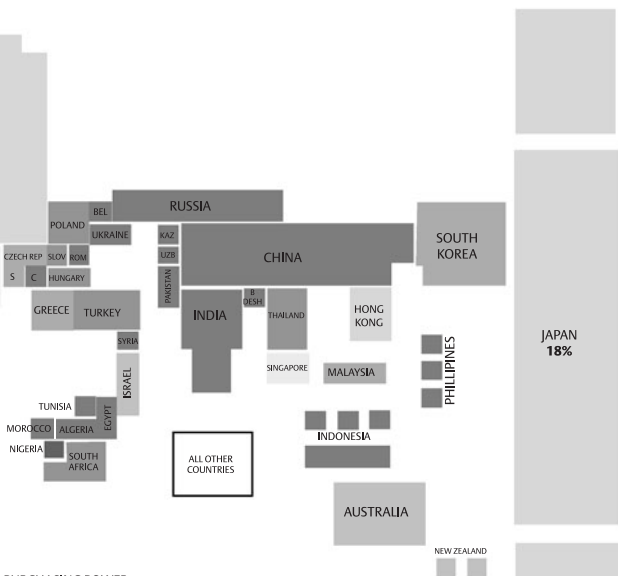 RUSSIA
BEL
POLAND
UKRAINE
KAZ
CZECH REP
SLOV
ROM
UZB
CHINA
SOUTH
KOREA
S
C
HUNGARY
PAKISTAN
B
DESH
GREECE
TURKEY
INDIA
THAILAND
HONG
KONG
JAPAN
18%
SYRIA
ISRAEL
SINGAPORE
MALAYSIA
PHILLIPINES
TUNISIA
EGYPT
MOROCCO
ALGERIA
INDONESIA
NIGERIA
SOUTH
AFRICA
ALL OTHER
COUNTRIES
AUSTRALIA
NEW ZEALAND